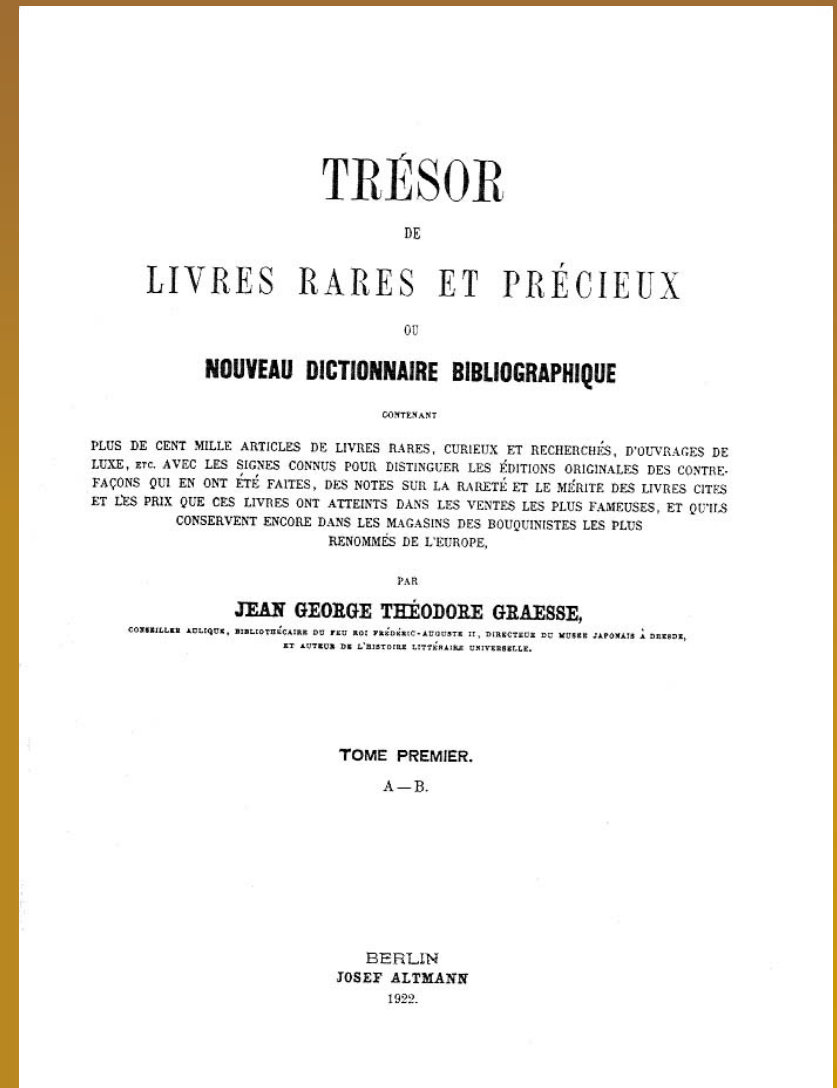 TRÉSOR
DE
LIVRES RARES ET PRÉCIEUX
OU
NOUVEAU DICTIONNAIRE BIBLIOGRAPHIQUE
CONTENANT
PLUS DE CENT MILLE ARTICLES DE LIVRES RARES, CURIEUX ET RECHERCHÉS, D'OUVRAGES DE
LUXE, ETC. AVEC LES SIGNES CONNUS POUR DISTINGUER LES ÉDITIONS ORIGINALES DES CONTRE-
FAÇONS QUI EN ONT ÉTÉ FAITES, DES NOTES SUR LA RARETÉ ET LE MÉRITE DES LIVRES CITES
ET LES PRIX QUE CES LIVRES ONT ATTEINTS DANS LES VENTES LES PLUS FAMEUSES, ET QU'ILS
CONSERVENT ENCORE DANS LES MAGASINS DES BOUQUINISTES LES PLUS
RENOMMÉS DE L'EUROPE,
PAR
JEAN GEORGE THÉODORE GRAESSE,
CONSEILLER AULIQUE, BIBLIOTHÉCAIRE DU FEU ROI FRÉDÉRIC-AUGUSTE II, DIRECTEUR DU MUSEE JAPONAIS À DRESDE,
ET AUTEUR DE L'HISTOIRE LITTÉRAIRE UNIVERSELLE.
TOME PREMIER.
A — B.
BERLIN
JOSEF ALTMANN
1922.